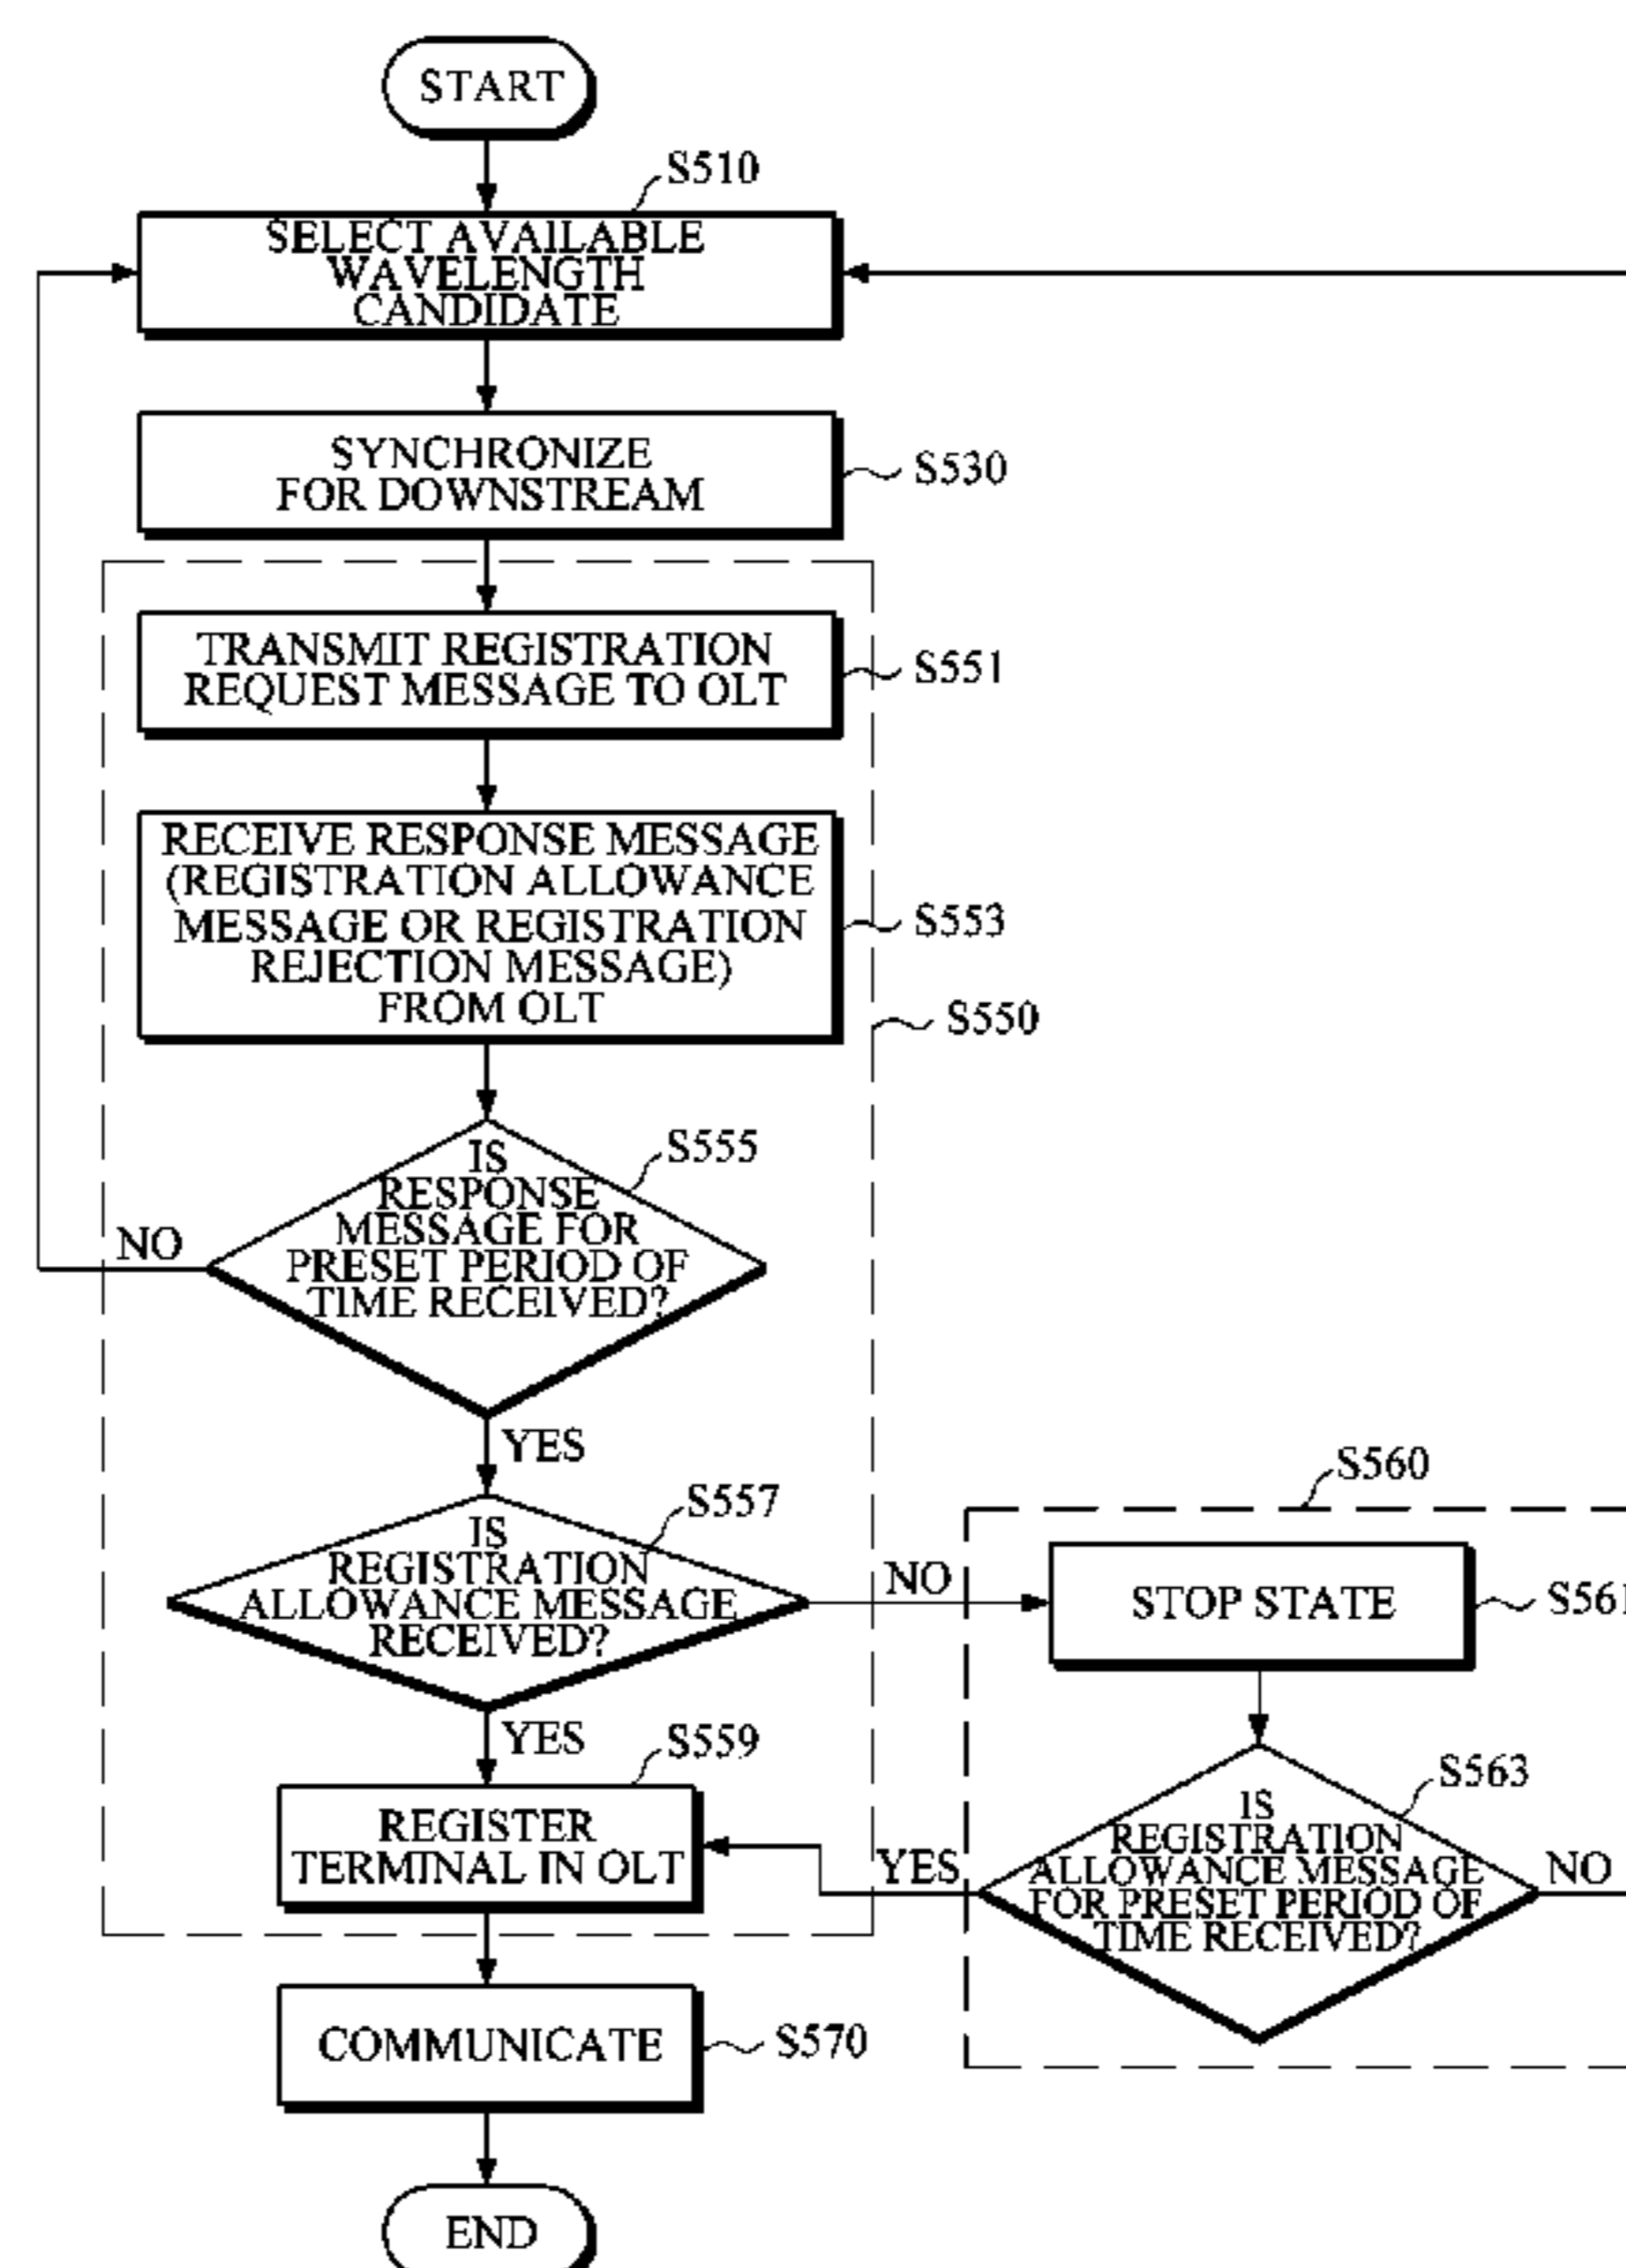 START
S510
SELECT AVAILABLE
WAVELENGTH
CANDIDATE
SYNCHRONIZE
FOR DOWNSTREAM
S530
TRANSMIT REGISTRATION
REQUEST MESSAGE TO OLT
S551
RECEIVE RESPONSE MESSAGE
(REGISTRATION ALLOWANCE
MESSAGE OR REGISTRATION
REJECTION MESSAGE)
FROM OLT
S553
S550
S555
IS
RESPONSE
MESSAGE FOR
PRESET PERIOD OF
TIME RECEIVED?
NO
YES
S557
IS
REGISTRATION
ALLOWANCE MESSAGE
RECEIVED?
NO
S560
STOP STATE
S561
YES
S559
REGISTER
TERMINAL IN OLT
S563
IS
REGISTRATION
ALLOWANCE MESSAGE
FOR PRESET PERIOD OF
TIME RECEIVED?
YES
NO
COMMUNICATE
S570
END